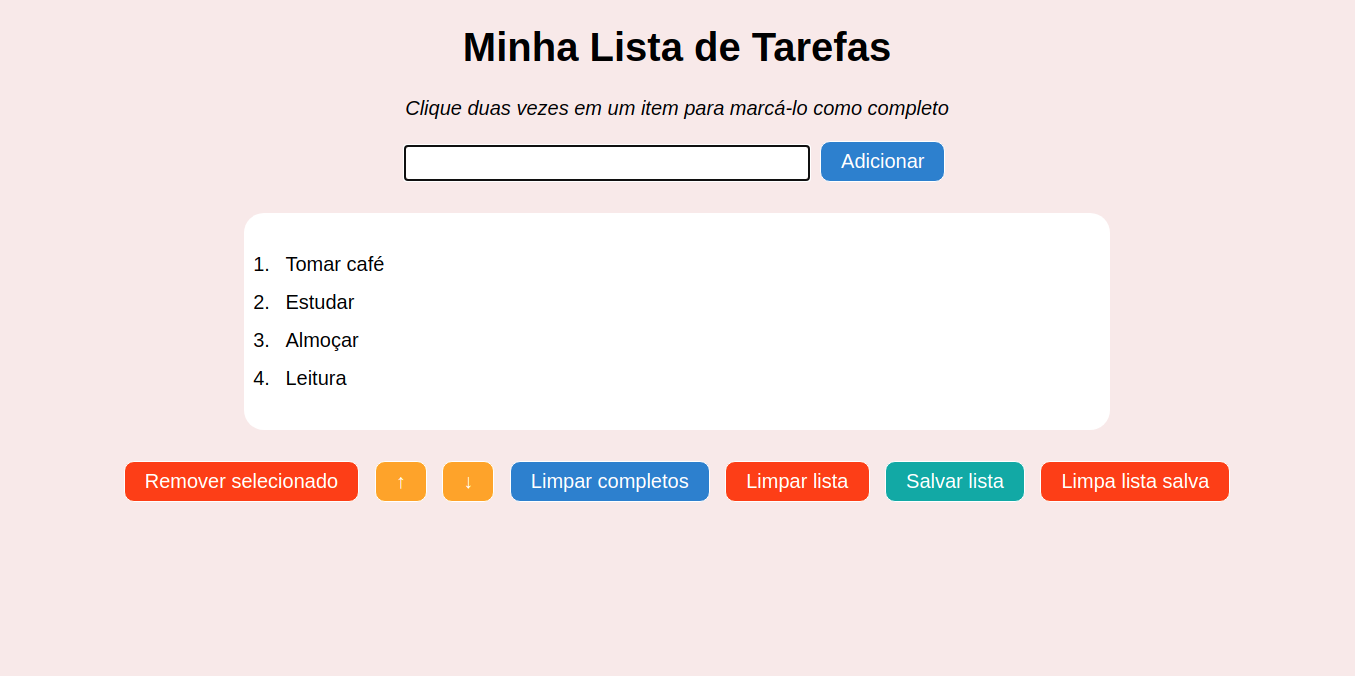 Minha Lista de Tarefas
Clique duas vezes em um item para marcá-lo como completo
Adicionar
1. Tomar café
2. Estudar
3. Almoçar
4. Leitura
Remover selecionado ↑ ↓ Limpar completos Limpar lista Salvar lista Limpa lista salva